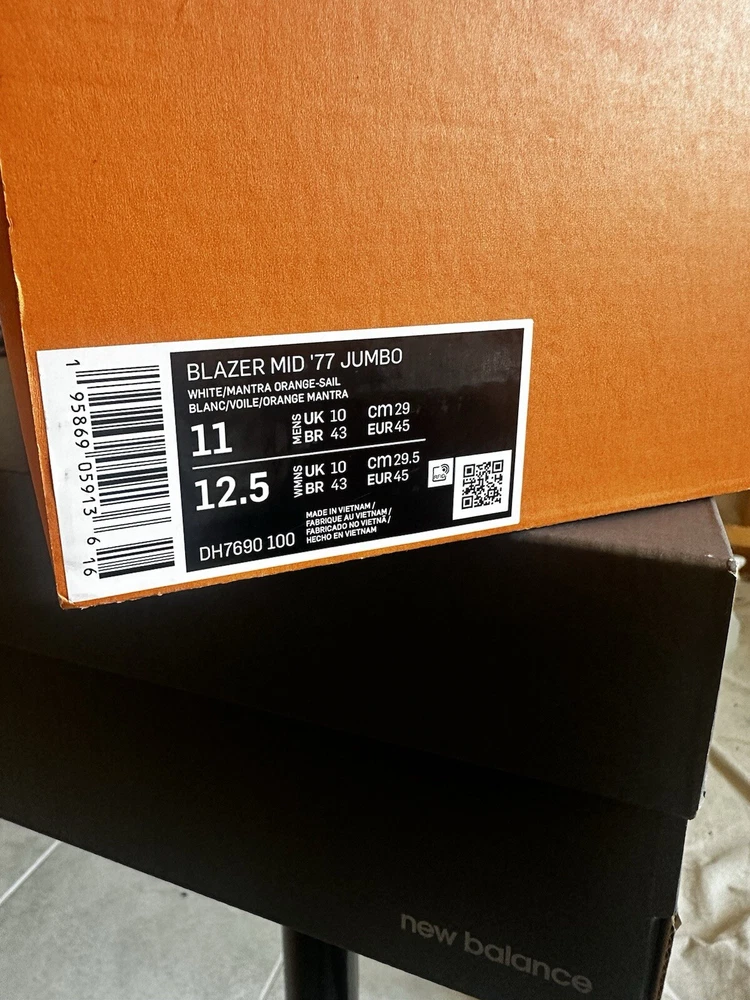 BLAZER MID '77 JUMBO
WHITE/MANTRA ORANGE-SAIL
BLANC/VOILE/ORANGE MANTRA
11 MENS UK 10 CM 29
BR 43 EUR 45
12.5 WMNS UK 10 CM 29.5
BR 43 EUR 45
MADE IN VIETNAM /
FABRIQUE AU VIETNAM /
FABRICADO NO VIETNÃ /
HECHO EN VIETNAM
DH7690 100
1 95869 05913 6 16
new balance